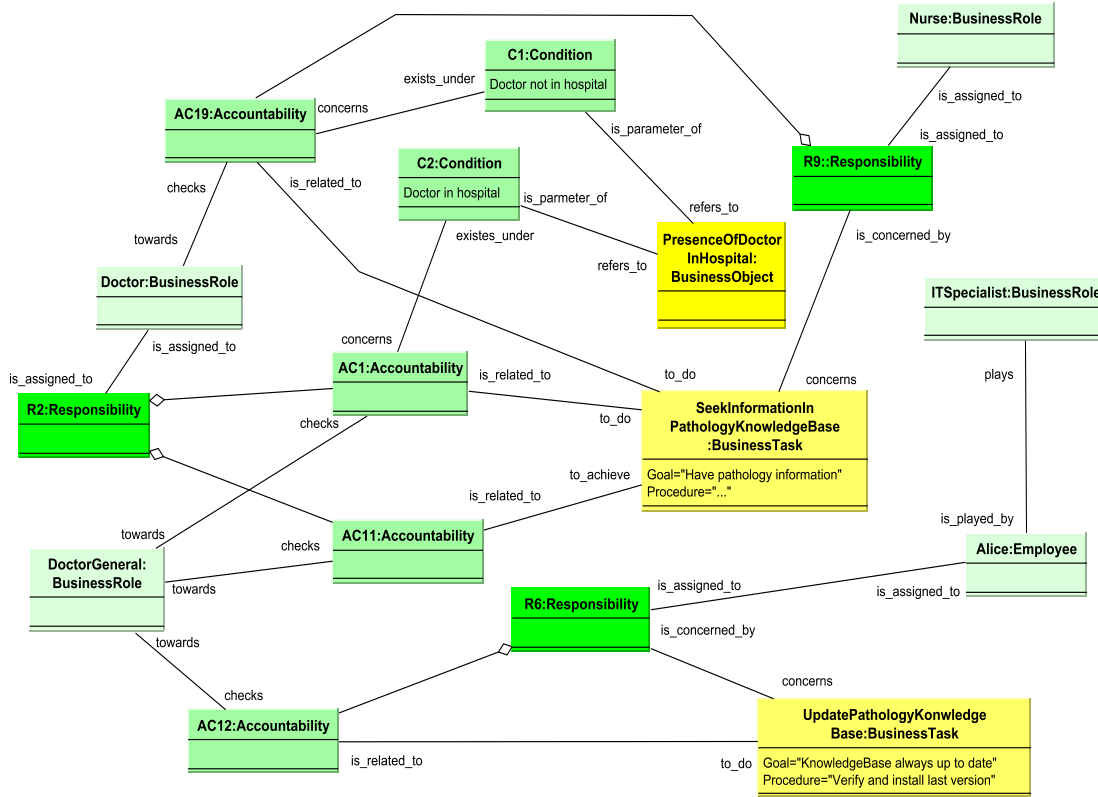 Nurse:BusinessRole
C1:Condition
Doctor not in hospital
exists_under
concerns
AC19:Accountability
is_parameter_of
is_assigned_to
is_assigned_to
R9::Responsibility
C2:Condition
Doctor in hospital
is_related_to
checks
is_parmeter_of
refers_to
existes_under
towards
PresenceOfDoctor
InHospital:
BusinessObject
refers_to
is_concerned_by
Doctor:BusinessRole
ITSpecialist:BusinessRole
is_assigned_to
concerns
is_assigned_to
AC1:Accountability
is_related_to
to_do
concerns
plays
R2:Responsibility
checks
to_do
SeekInformationIn
PathologyKnowledgeBase
:BusinessTask
Goal="Have pathology information"
Procedure="..."
to_achieve
is_related_to
is_played_by
towards
checks
AC11:Accountability
Alice:Employee
DoctorGeneral:
BusinessRole
towards
is_assigned_to
is_assigned_to
R6:Responsibility
is_concerned_by
towards
concerns
checks
AC12:Accountability
UpdatePathologyKonwledge
Base:BusinessTask
is_related_to
to_do
Goal="KnowledgeBase always up to date"
Procedure="Verify and install last version"